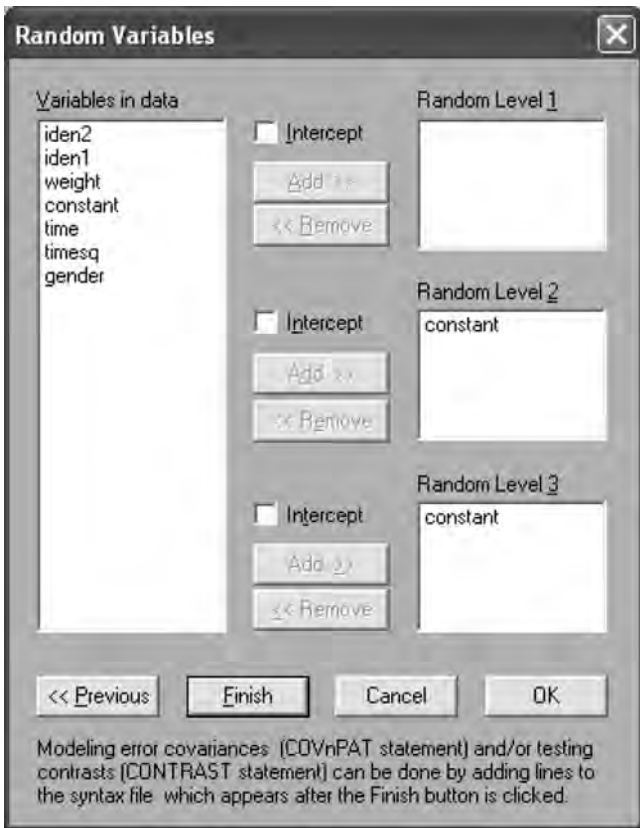 Random Variables
Variables in data
iden2
iden1
weight
constant
time
timesq
gender
Intercept
Add >>
<< Remove
Random Level 1
Intercept
Add >>
<< Remove
Random Level 2
constant
Intercept
Add >>
<< Remove
Random Level 3
constant
<< Previous
Finish
Cancel
OK
Modeling error covariances (COVnPAT statement) and/or testing
contrasts (CONTRAST statement) can be done by adding lines to
the syntax file which appears after the Finish button is clicked.